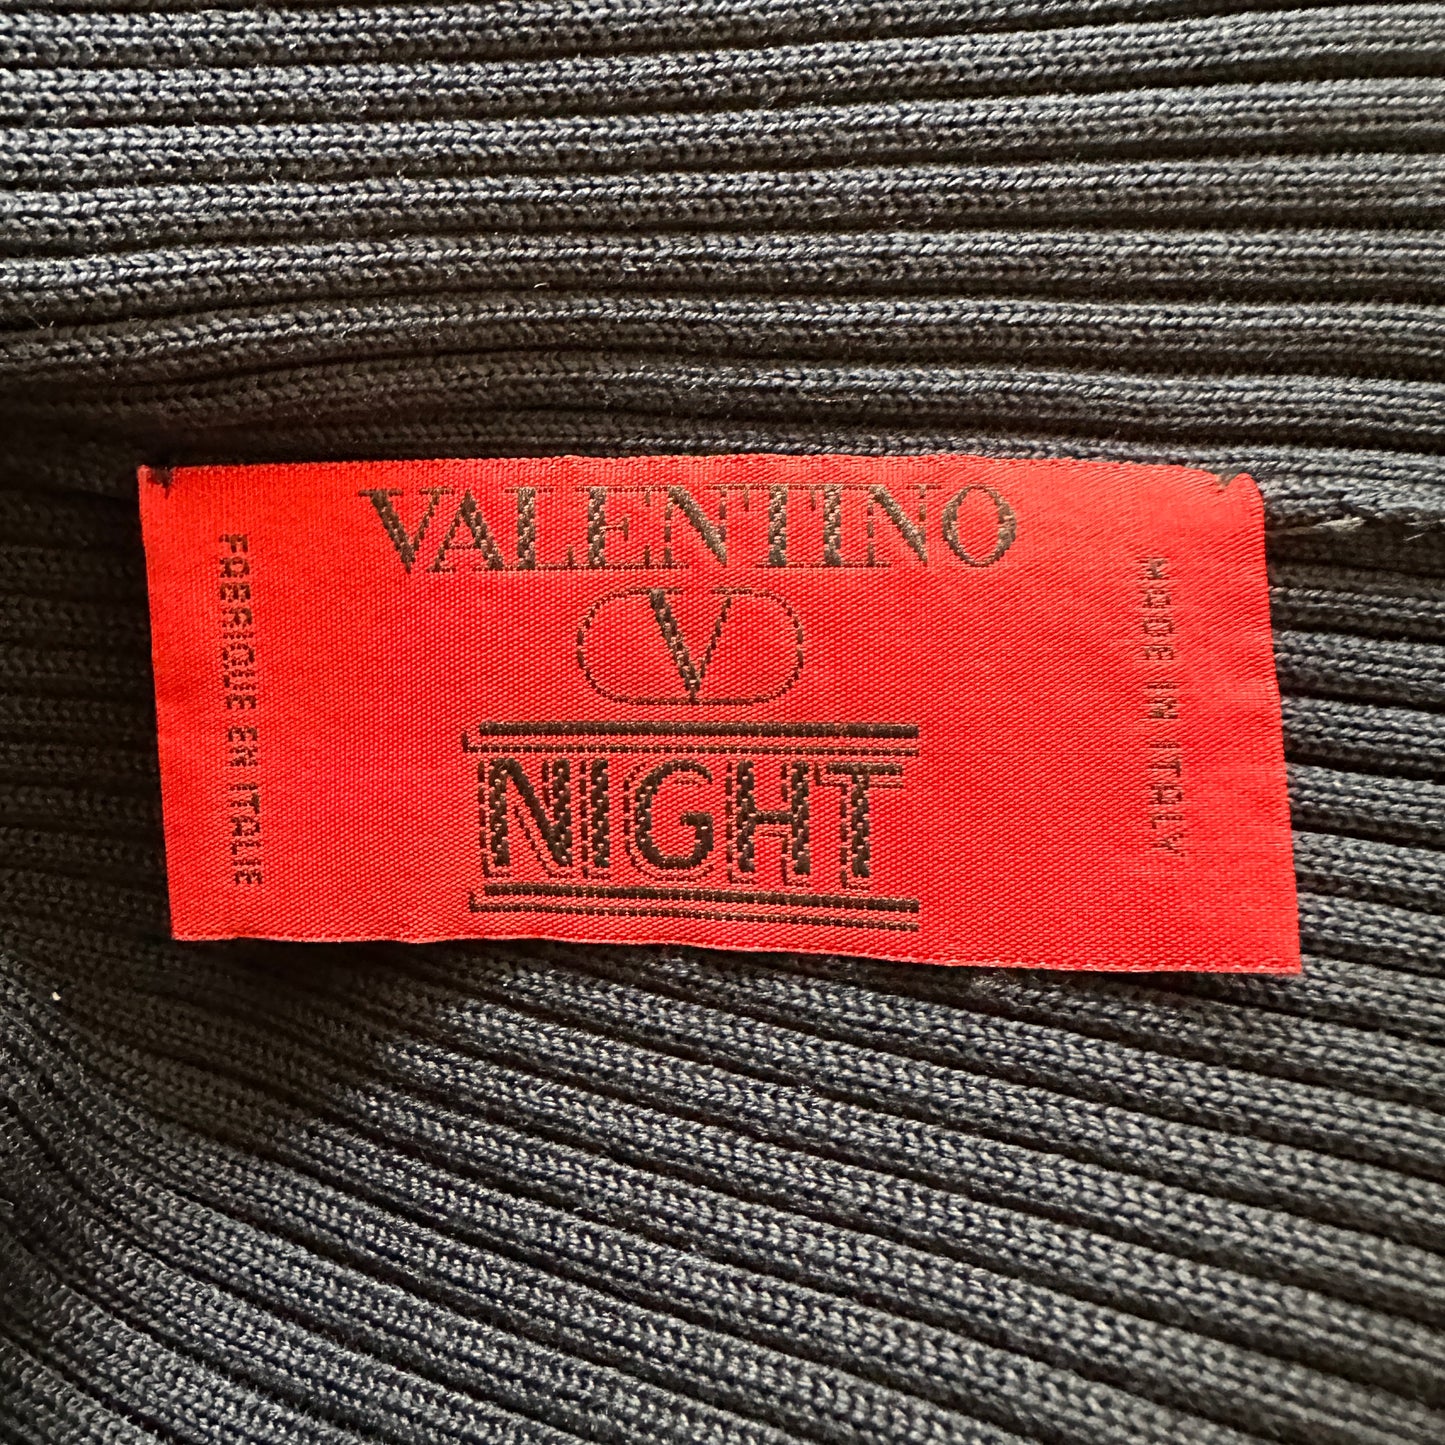 VALENTINO
V
NIGHT
FABRIQUE EN ITALIE
MADE IN ITALY